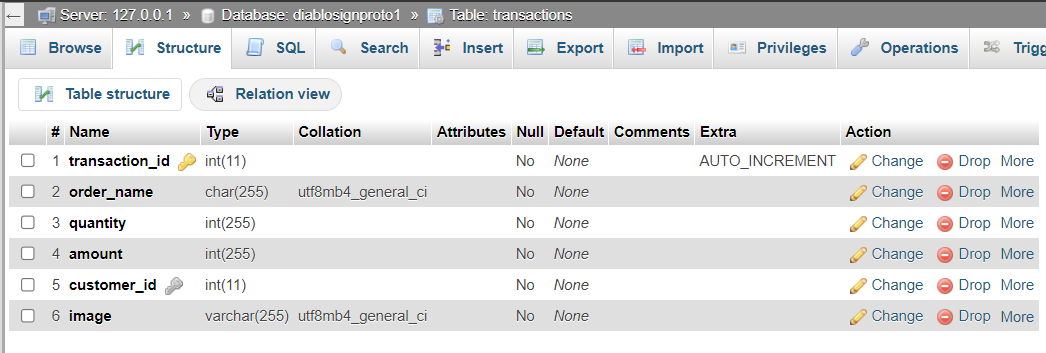 ← Server: 127.0.0.1 » Database: diablosignproto1 » Table: transactions
Browse Structure SQL Search Insert Export Import Privileges Operations Trigg
Table structure Relation view
# Name Type Collation Attributes Null Default Comments Extra Action
1 transaction_id int(11) No None AUTO_INCREMENT Change Drop More
2 order_name char(255) utf8mb4_general_ci No None Change Drop More
3 quantity int(255) No None Change Drop More
4 amount int(255) No None Change Drop More
5 customer_id int(11) No None Change Drop More
6 image varchar(255) utf8mb4_general_ci No None Change Drop More